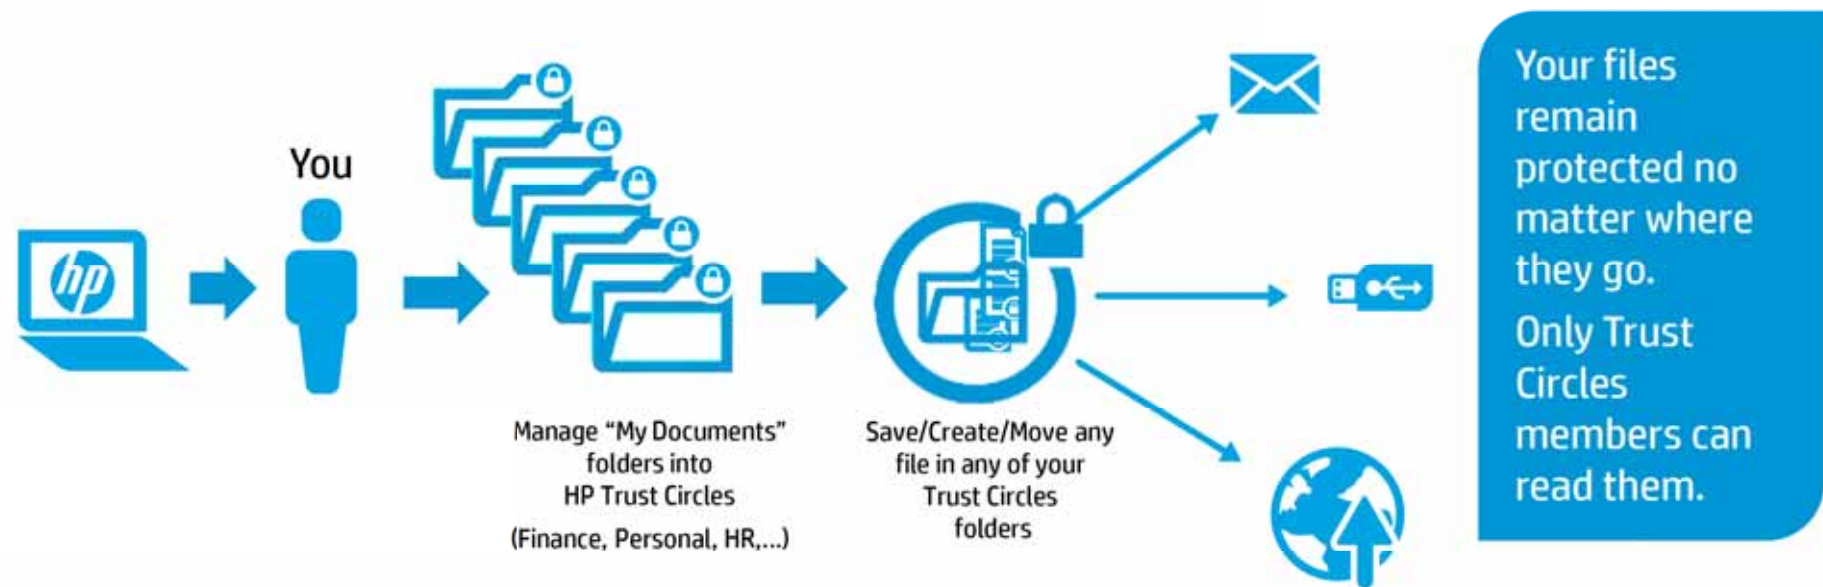 You
hp
Manage “My Documents”
folders into
HP Trust Circles
(Finance, Personal, HR,...)
Save/Create/Move any
file in any of your
Trust Circles
folders
Your files
remain
protected no
matter where
they go.
Only Trust
Circles
members can
read them.